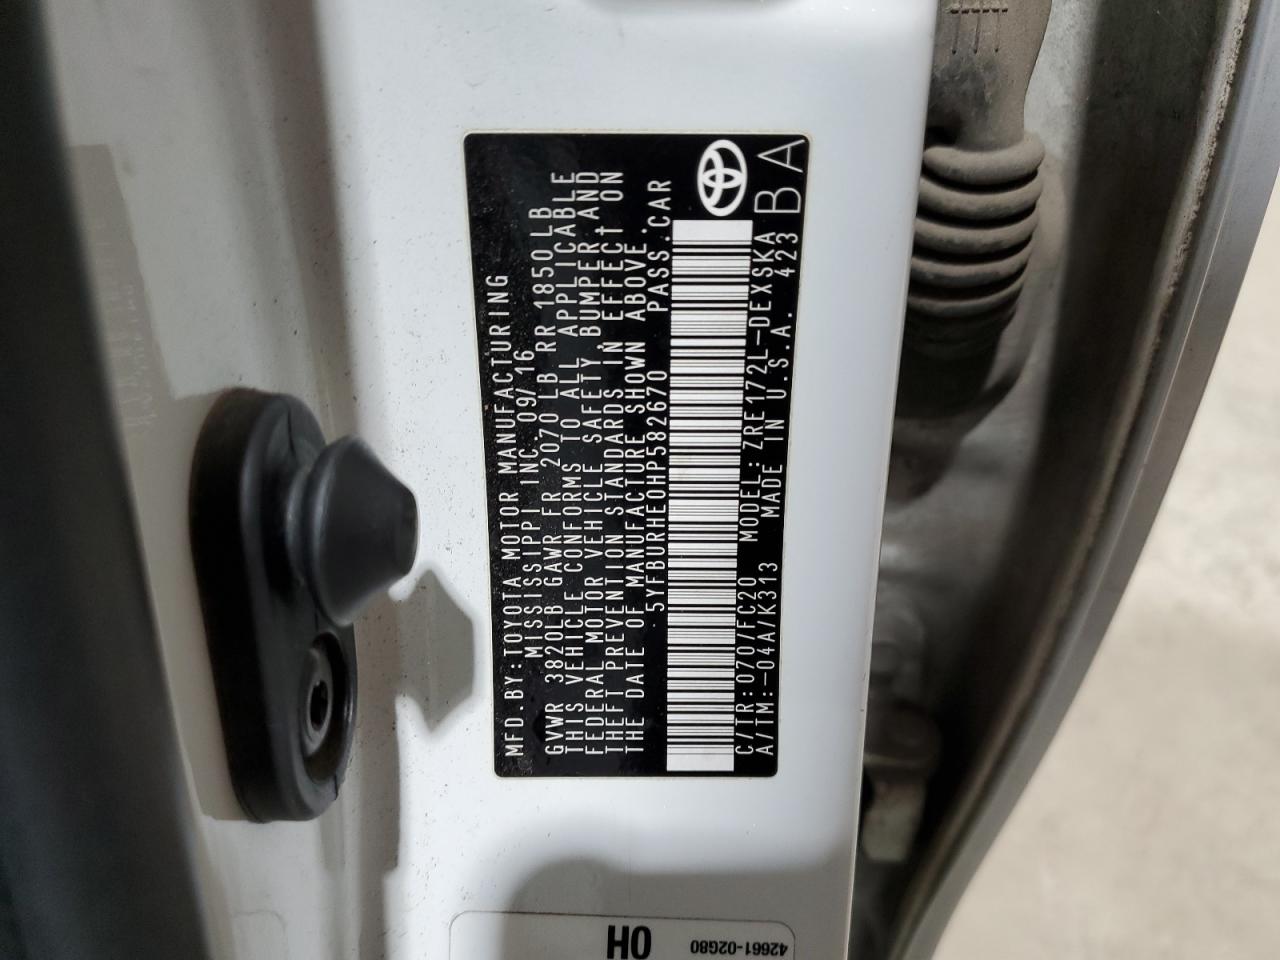 MFD.BY:TOYOTA MOTOR MANUFACTURING
MISSISSIPPI INC. 09/16
GVWR 3820LB GAWR FR 2070 LB RR 1850LB
THIS VEHICLE CONFORMS TO ALL APPLICABLE
FEDERAL MOTOR VEHICLE SAFETY, BUMPER, AND
THEFT PREVENTION STANDARDS IN EFFECT ON
THE DATE OF MANUFACTURE SHOWN ABOVE.
5YFBURHE0HP582670 PASS.CAR
C/TR:070/FC20 MODEL:ZRE172L-DEXSKA
A/TM:-04A/K313 MADE IN U.S.A. 423
BA
42661-02G80
0H